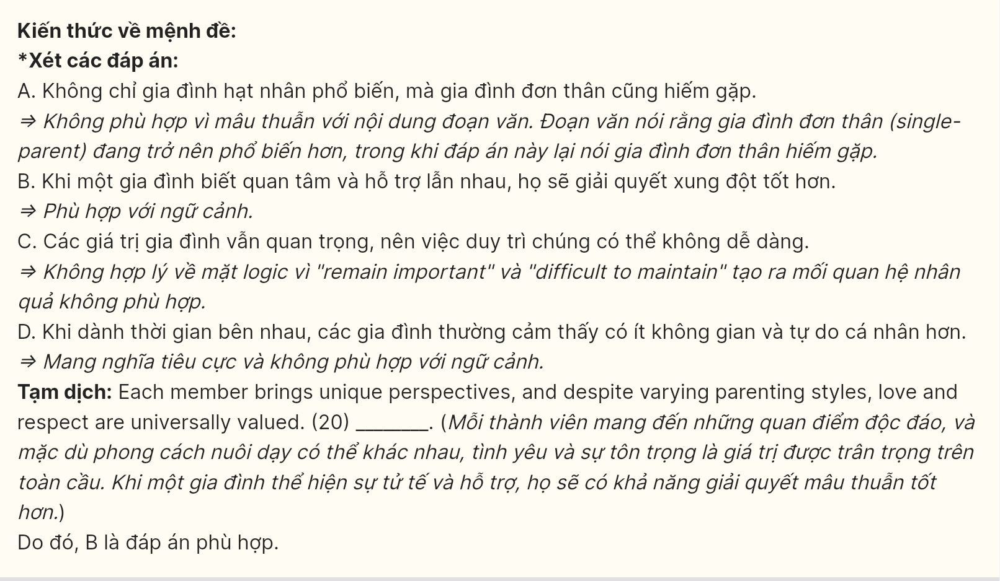 Kiến thức về mệnh đề:
*Xét các đáp án:
A. Không chỉ gia đình hạt nhân phổ biến, mà gia đình đơn thân cũng hiếm gặp.
⇒ Không phù hợp vì mâu thuẫn với nội dung đoạn văn. Đoạn văn nói rằng gia đình đơn thân (single-
parent) đang trở nên phổ biến hơn, trong khi đáp án này lại nói gia đình đơn thân hiếm gặp.
B. Khi một gia đình biết quan tâm và hỗ trợ lẫn nhau, họ sẽ giải quyết xung đột tốt hơn.
⇒ Phù hợp với ngữ cảnh.
C. Các giá trị gia đình vẫn quan trọng, nên việc duy trì chúng có thể không dễ dàng.
⇒ Không hợp lý về mặt logic vì "remain important" và "difficult to maintain" tạo ra mối quan hệ nhân
quả không phù hợp.
D. Khi dành thời gian bên nhau, các gia đình thường cảm thấy có ít không gian và tự do cá nhân hơn.
⇒ Mang nghĩa tiêu cực và không phù hợp với ngữ cảnh.
Tạm dịch: Each member brings unique perspectives, and despite varying parenting styles, love and
respect are universally valued. (20) ________. (Mỗi thành viên mang đến những quan điểm độc đáo, và
mặc dù phong cách nuôi dạy có thể khác nhau, tình yêu và sự tôn trọng là giá trị được trân trọng trên
toàn cầu. Khi một gia đình thể hiện sự tử tế và hỗ trợ, họ sẽ có khả năng giải quyết mâu thuẫn tốt
hơn.)
Do đó, B là đáp án phù hợp.